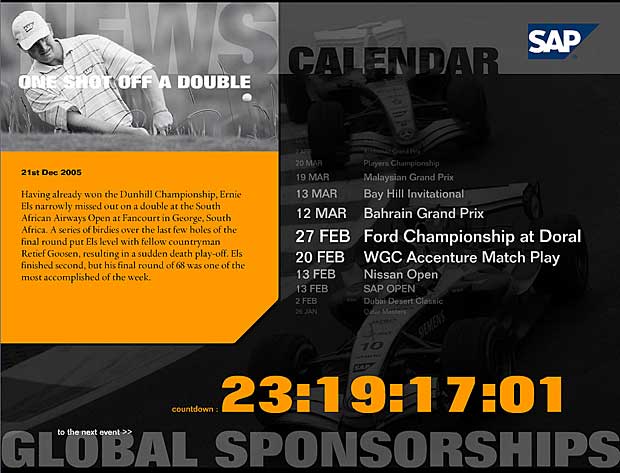 NEWS
CALENDAR
SAP
ONE SHOT OFF A DOUBLE
21st Dec 2005
Having already won the Dunhill Championship, Ernie
Els narrowly missed out on a double at the South
African Airways Open at Fancourt in George, South
Africa. A series of birdies over the last few holes of the
final round put Els level with fellow countryman
Retief Goosen, resulting in a sudden death play-off. Els
finished second, but his final round of 68 was one of the
most accomplished of the week.
20 MAR Players Championship
19 MAR Malaysian Grand Prix
13 MAR Bay Hill Invitational
12 MAR Bahrain Grand Prix
27 FEB Ford Championship at Doral
20 FEB WGC Accenture Match Play
13 FEB Nissan Open
13 FEB SAP OPEN
2 FEB Dubai Desert Classic
26 JAN Qatar Masters
SIEMENS
10
countdown : 23:19:17:01
to the next event >>
GLOBAL SPONSORSHIPS